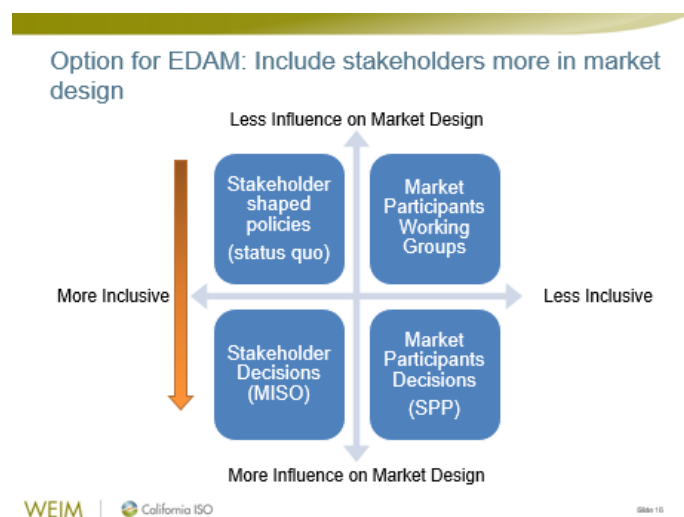 Option for EDAM: Include stakeholders more in market
design
Less Influence on Market Design
Stakeholder
shaped
policies
(status quo)
Market
Participants
Working
Groups
More Inclusive
Less Inclusive
Stakeholder
Decisions
(MISO)
Market
Participants
Decisions
(SPP)
More Influence on Market Design
WEIM
California ISO
Slide 16